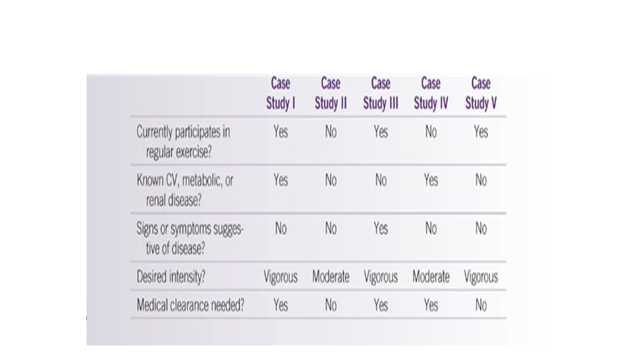 Case Case Case Case Case
Study I Study II Study III Study IV Study V
Currently participates in Yes No Yes No Yes
regular exercise?
Known CV, metabolic, or Yes No No Yes No
renal disease?
Signs or symptoms sugges- No No Yes No No
tive of disease?
Desired intensity? Vigorous Moderate Vigorous Moderate Vigorous
Medical clearance needed? Yes No Yes Yes No